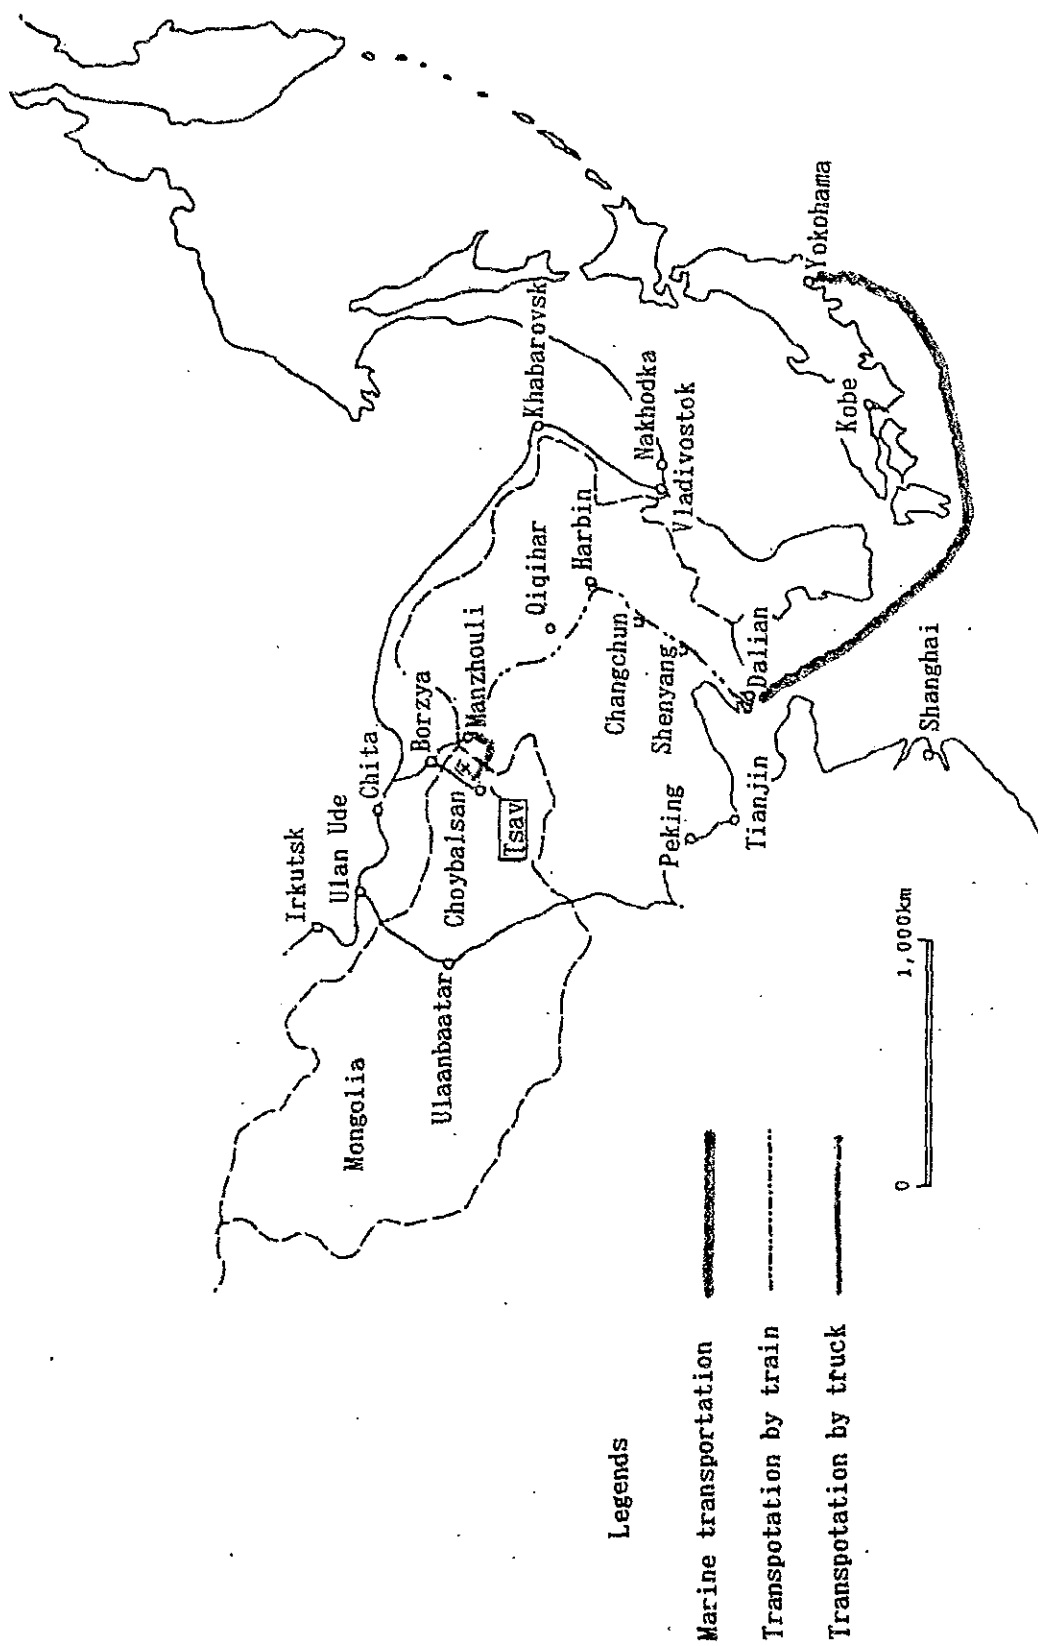 Irkutsk
Ulan Ude
Chita
Borzya
Manzhouli
Khabarovsk
Mongolia
Ulaanbaatar
Choybalsan
Tsav
Qiqihar
Harbin
Nakhodka
Vladivostok
Changchun
Shenyang
Peking
Dalian
Tianjin
Yokohama
Kobe
Shanghai
Legends
Marine transportation
Transpotation by train
Transpotation by truck
0 1,000km